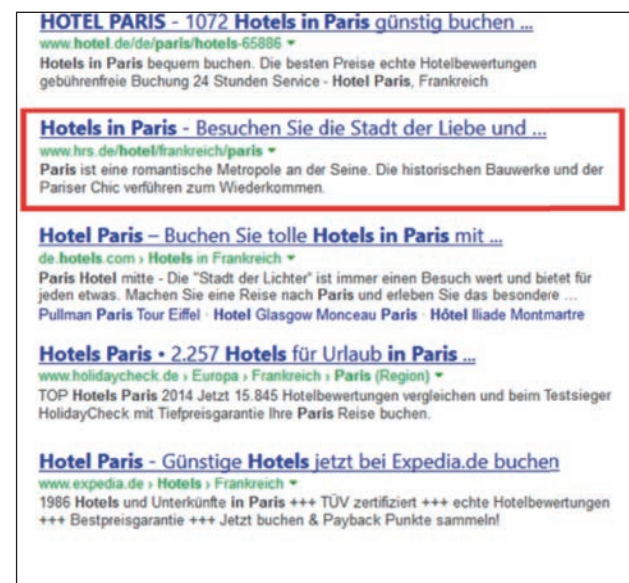 HOTEL PARIS - 1072 Hotels in Paris günstig buchen ...
www.hotel.de/de/paris/hotels-65886
Hotels in Paris bequem buchen. Die besten Preise echte Hotelbewertungen
gebührenfreie Buchung 24 Stunden Service - Hotel Paris, Frankreich
Hotels in Paris - Besuchen Sie die Stadt der Liebe und ...
www.hrs.de/hotel/frankreich/paris
Paris ist eine romantische Metropole an der Seine. Die historischen Bauwerke und der
Pariser Chic verführen zum Wiederkommen.
Hotel Paris – Buchen Sie tolle Hotels in Paris mit ...
de.hotels.com › Hotels in Frankreich
Paris Hotel mitte - Die "Stadt der Lichter" ist immer einen Besuch wert und bietet für
jeden etwas. Machen Sie eine Reise nach Paris und erleben Sie das besondere ...
Pullman Paris Tour Eiffel · Hotel Glasgow Monceau Paris · Hôtel Iliade Montmartre
Hotels Paris • 2.257 Hotels für Urlaub in Paris ...
www.holidaycheck.de › Europa › Frankreich › Paris (Region)
TOP Hotels Paris 2014 Jetzt 15.845 Hotelbewertungen vergleichen und beim Testsieger
HolidayCheck mit Tiefpreisgarantie Ihre Paris Reise buchen.
Hotel Paris - Günstige Hotels jetzt bei Expedia.de buchen
www.expedia.de › Hotels › Frankreich
1986 Hotels und Unterkünfte in Paris +++ TÜV zertifiziert +++ echte Hotelbewertungen
+++ Bestpreisgarantie +++ Jetzt buchen & Payback Punkte sammeln!